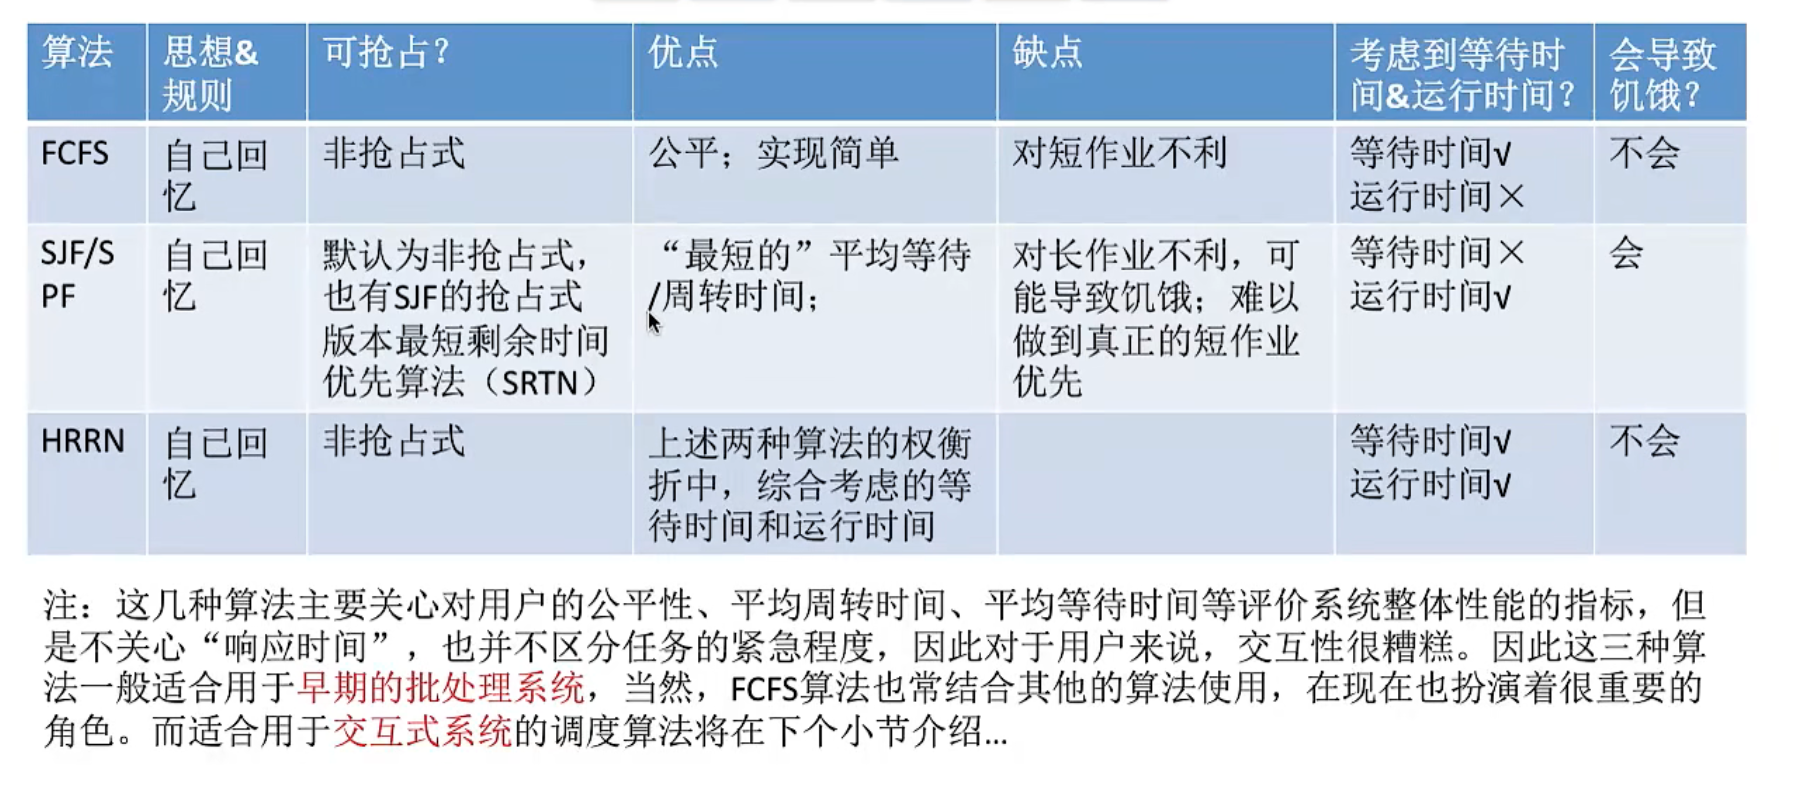 算法
思想&
规则
可抢占？
优点
缺点
考虑到等待时
间&运行时间？
会导致
饥饿？
FCFS
自己回
忆
非抢占式
公平；实现简单
对短作业不利
等待时间√
运行时间×
不会
SJF/S
PF
自己回
忆
默认为非抢占式，
也有SJF的抢占式
版本最短剩余时间
优先算法（SRTN）
“最短的”平均等待
/周转时间；
对长作业不利，可
能导致饥饿；难以
做到真正的短作业
优先
等待时间×
运行时间√
会
HRRN
自己回
忆
非抢占式
上述两种算法的权衡
折中，综合考虑的等
待时间和运行时间
等待时间√
运行时间√
不会
注：这几种算法主要关心对用户的公平性、平均周转时间、平均等待时间等评价系统整体性能的指标，但
是不关心“响应时间”，也并不区分任务的紧急程度，因此对于用户来说，交互性很糟糕。因此这三种算
法一般适合用于早期的批处理系统，当然，FCFS算法也常结合其他的算法使用，在现在也扮演着很重要的
角色。而适合用于交互式系统的调度算法将在下个小节介绍...